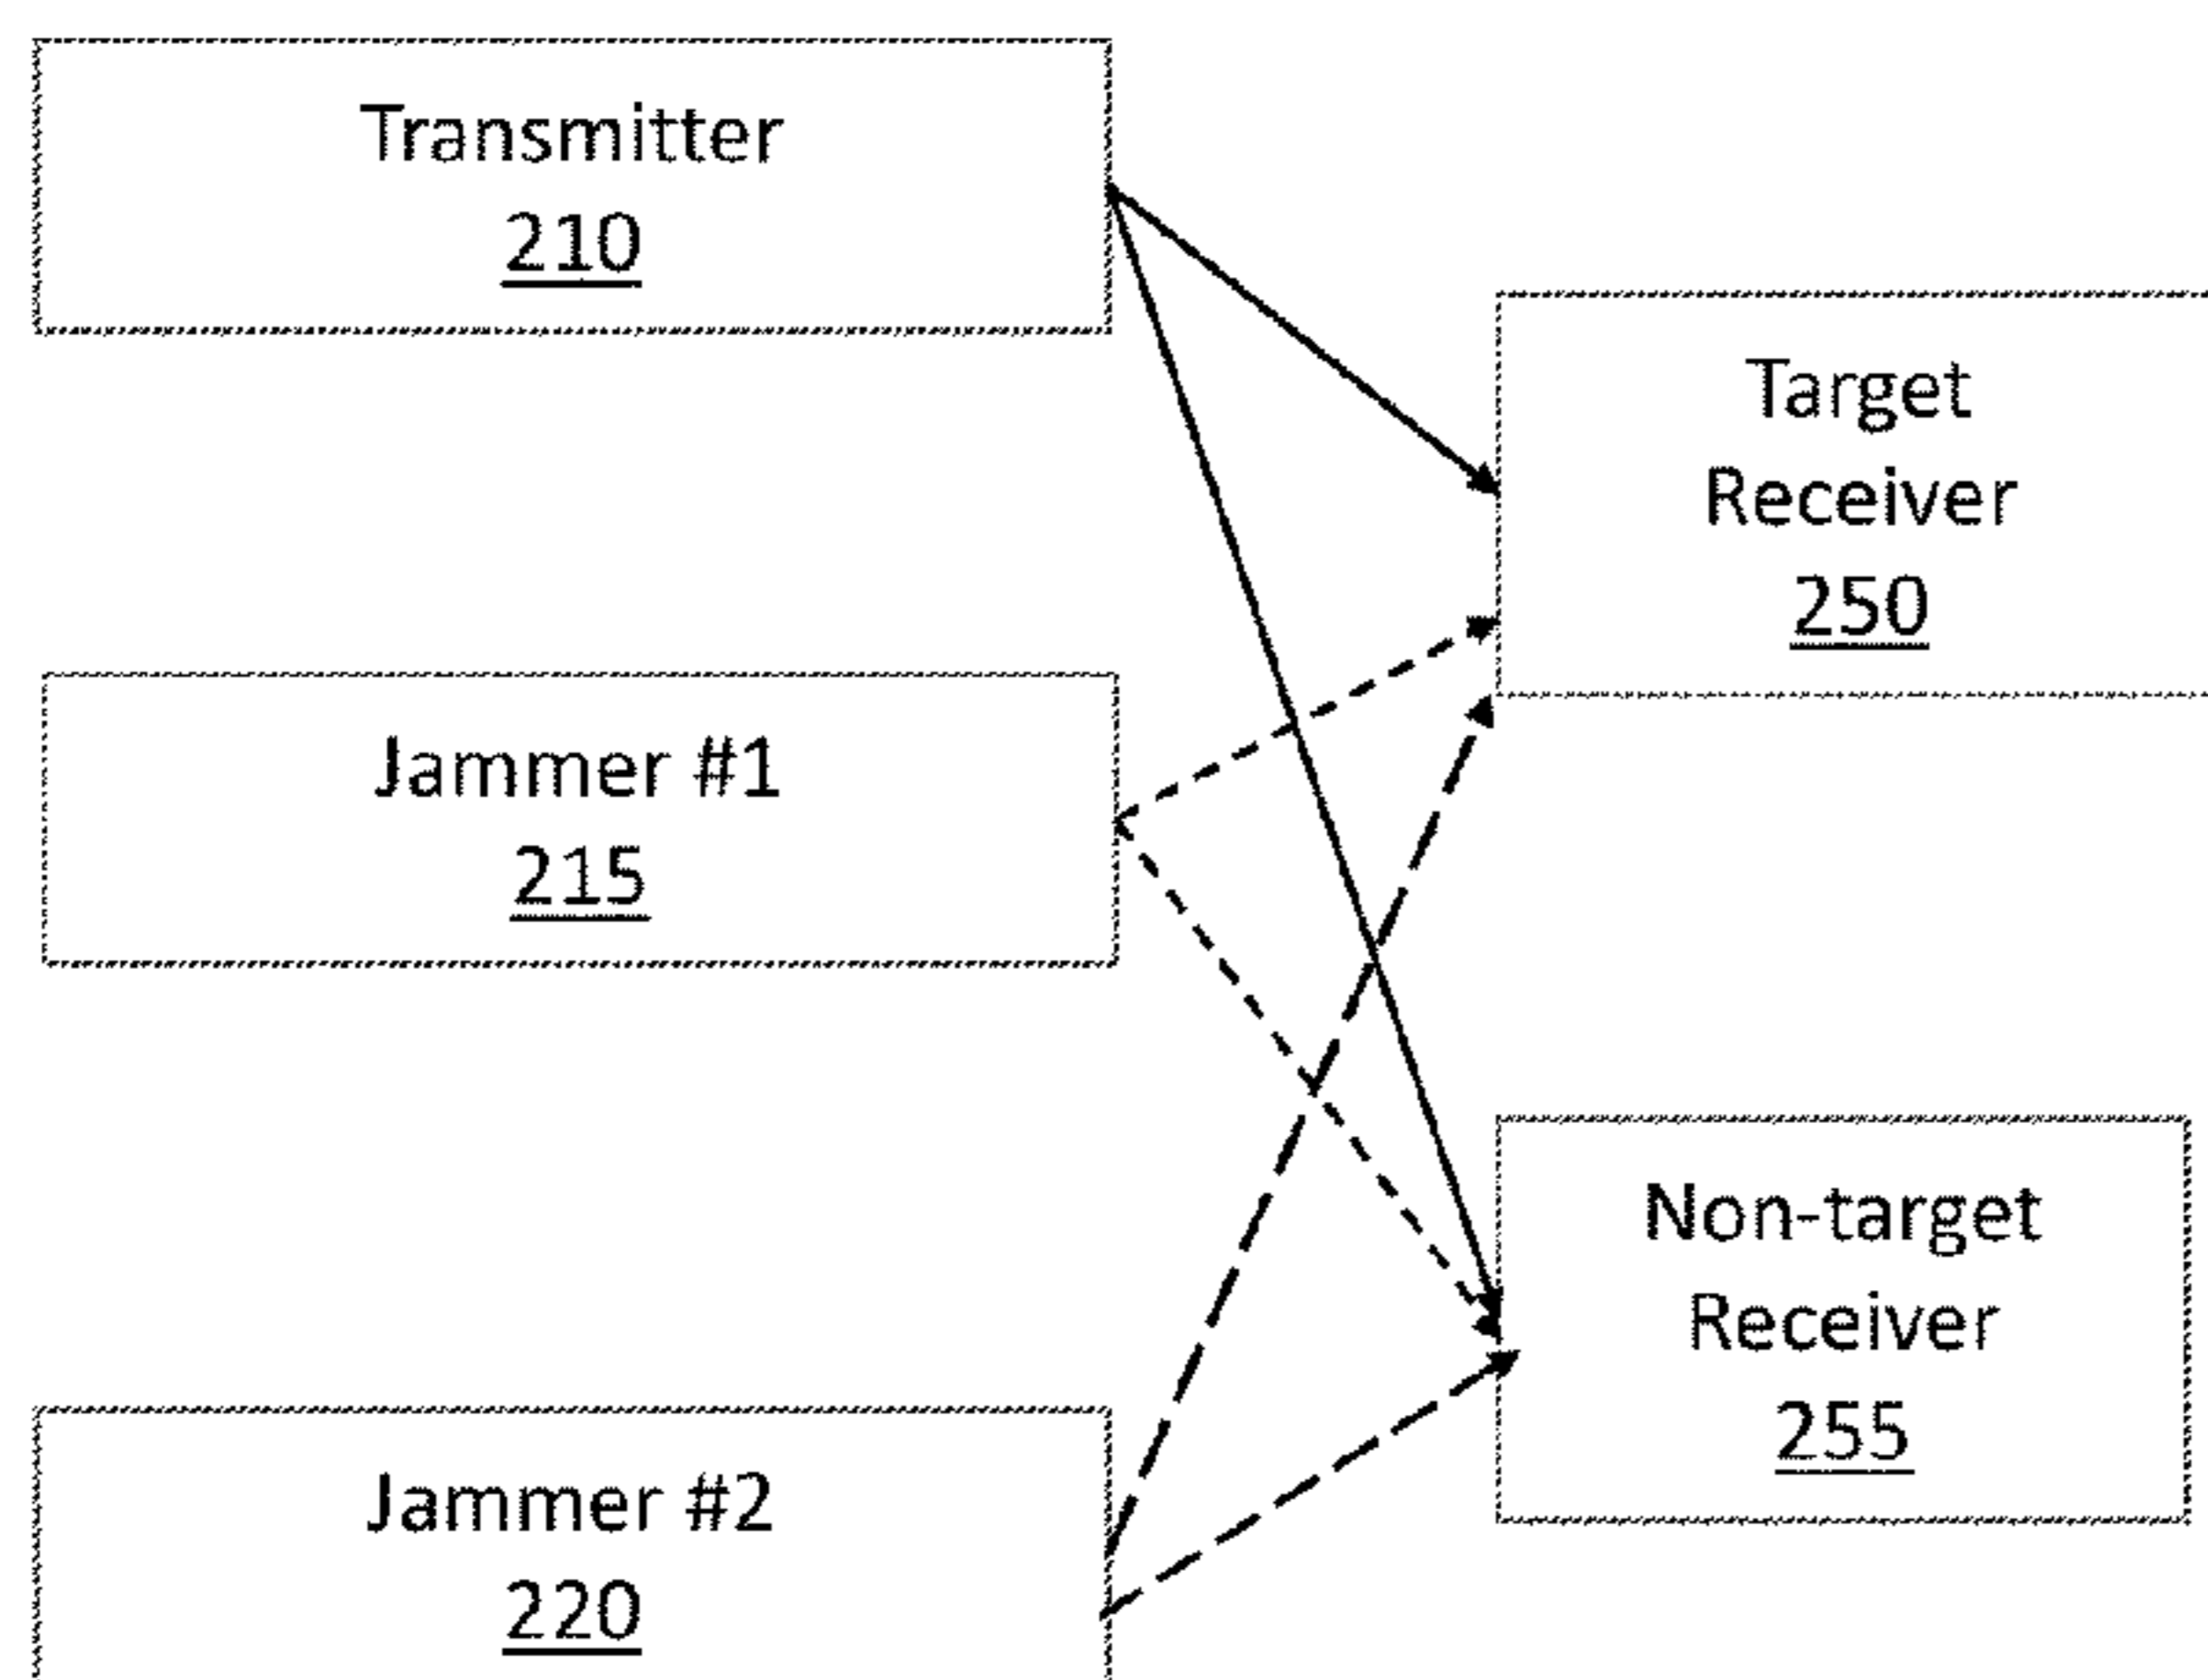 Transmitter
210
Target
Receiver
250
Jammer #1
215
Non-target
Receiver
255
Jammer #2
220